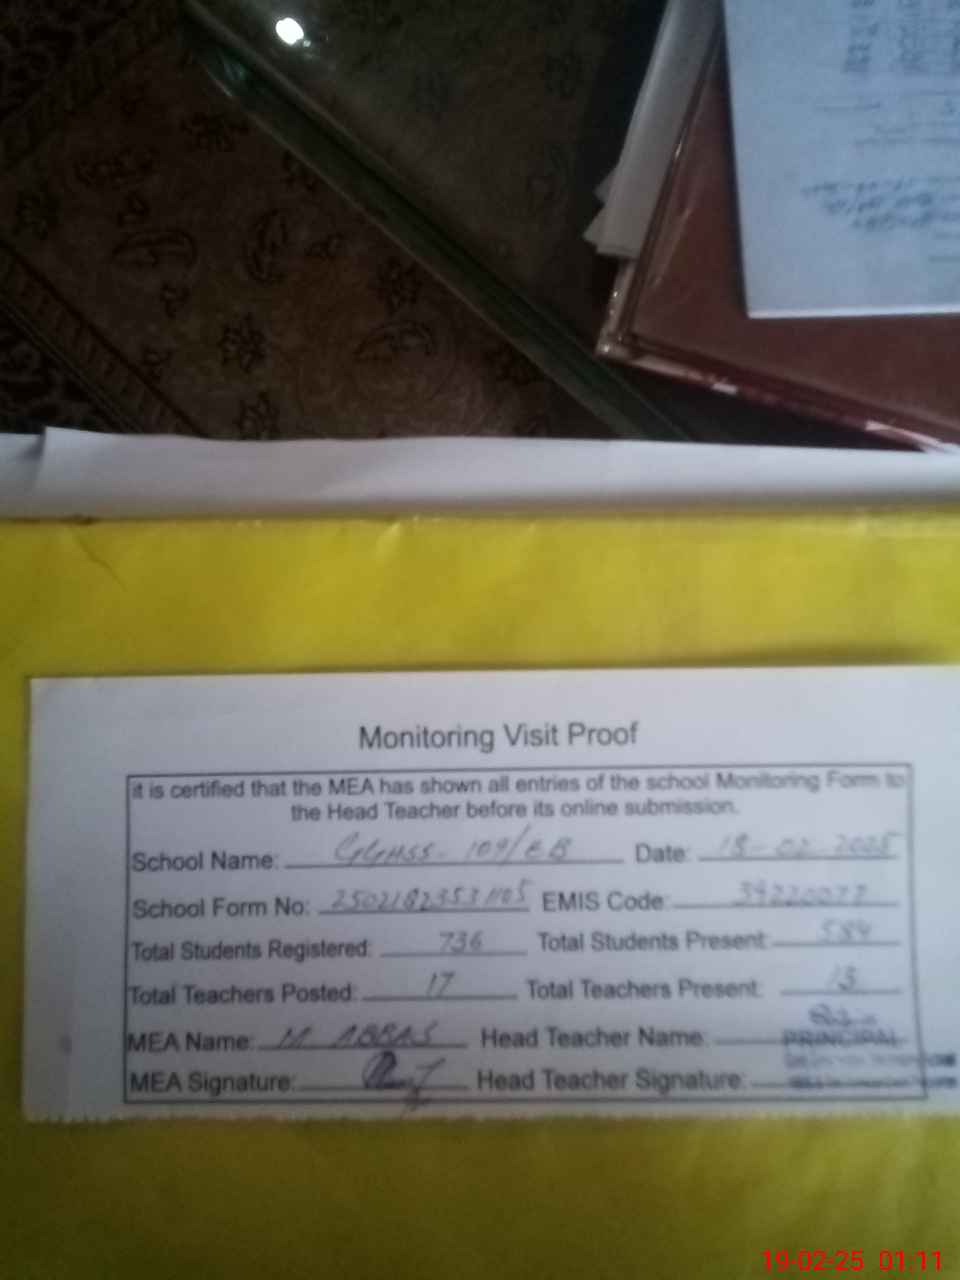 Monitoring Visit Proof
it is certified that the MEA has shown all entries of the school Monitoring Form to
the Head Teacher before its online submission.
School Name: GGHSS - 109/EB Date: 18-02-2025
School Form No: EMIS Code: 39220077
Total Students Registered: 736 Total Students Present: 584
Total Teachers Posted: 17 Total Teachers Present: 13
MEA Name: M ABBAS Head Teacher Name:
PRINCIPAL
MEA Signature: Head Teacher Signature:
19-02-25 01:11